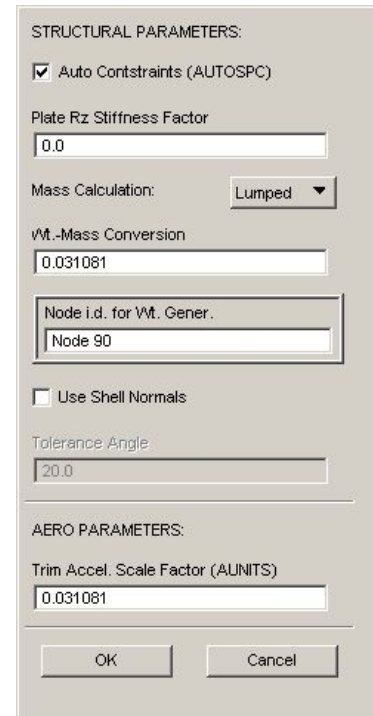 STRUCTURAL PARAMETERS:
Auto Contstraints (AUTOSPC)
Plate Rz Stiffness Factor
0.0
Mass Calculation: Lumped
Wt.-Mass Conversion
0.031081
Node i.d. for Wt. Gener.
Node 90
Use Shell Normals
Tolerance Angle
20.0
AERO PARAMETERS:
Trim Accel. Scale Factor (AUNITS)
0.031081
OK Cancel